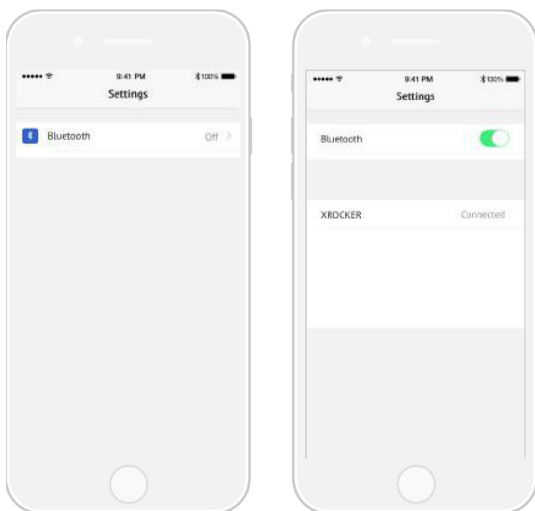 9:41 PM
100%
Settings
Bluetooth
Off
9:41 PM
100%
Settings
Bluetooth
XROCKER
Connected